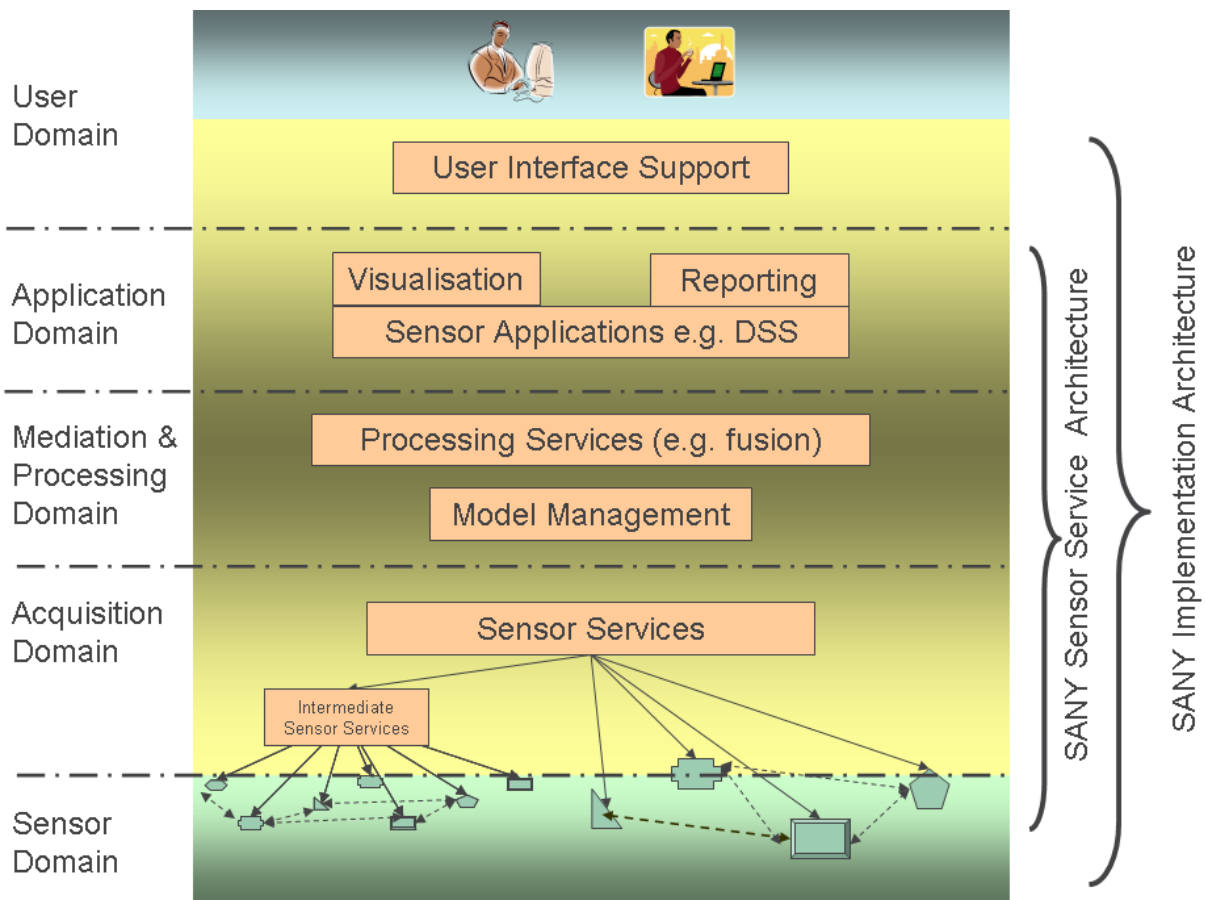 User
Domain
User Interface Support
Application
Domain
Visualisation
Reporting
Sensor Applications e.g. DSS
Mediation &
Processing
Domain
Processing Services (e.g. fusion)
Model Management
Acquisition
Domain
Sensor Services
Intermediate
Sensor Services
Sensor
Domain
SANY Sensor Service Architecture
SANY Implementation Architecture